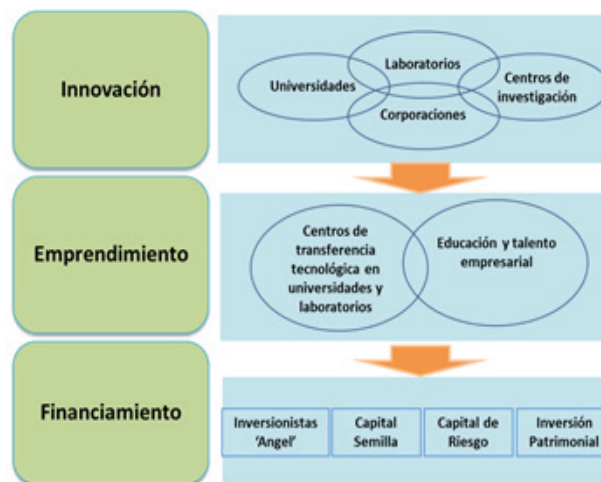 Innovación
Laboratorios
Universidades
Centros de
investigación
Corporaciones
Emprendimiento
Centros de
transferencia
tecnológica en
universidades y
laboratorios
Educación y talento
empresarial
Financiamiento
Inversionistas
'Angel'
Capital
Semilla
Capital de
Riesgo
Inversión
Patrimonial